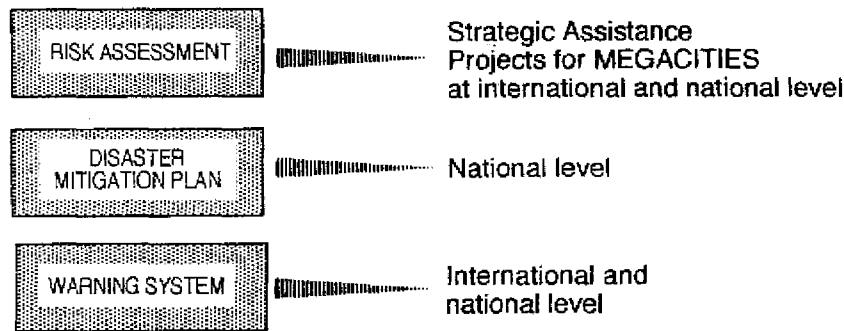 RISK ASSESSMENT
Strategic Assistance
Projects for MEGACITIES
at international and national level
DISASTER
MITIGATION PLAN
National level
WARNING SYSTEM
International and
national level